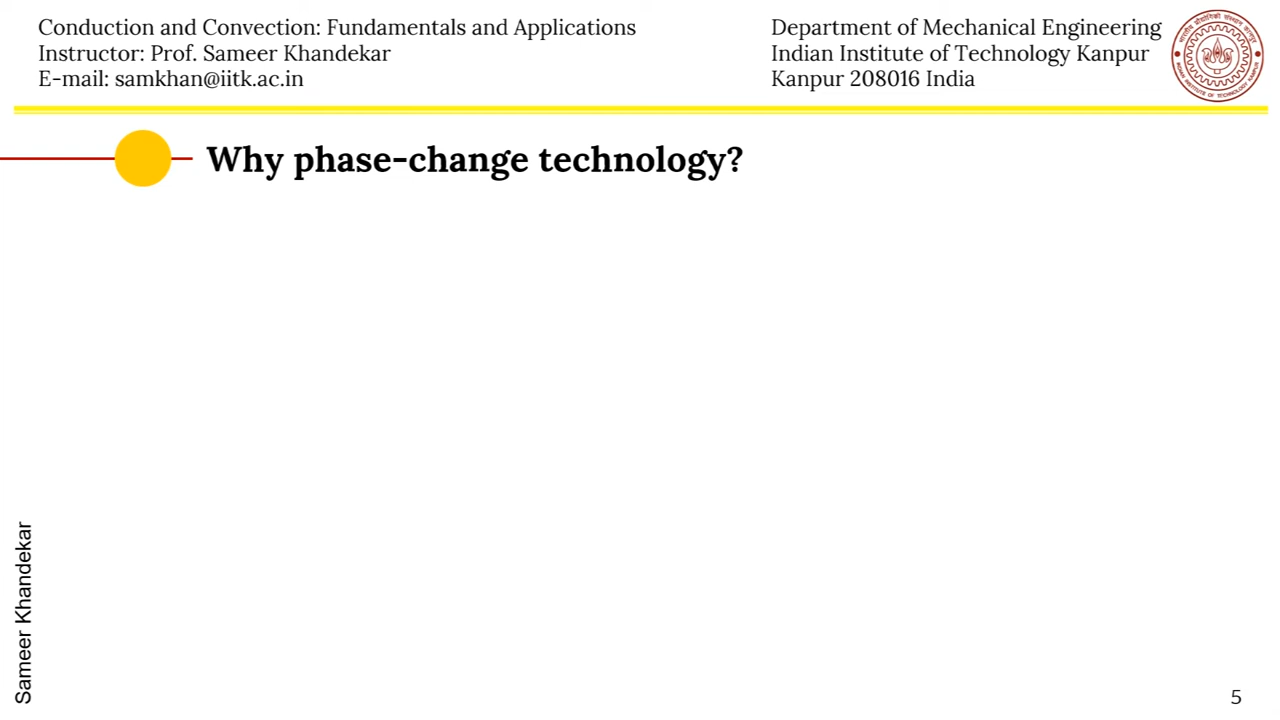 Conduction and Convection: Fundamentals and Applications
Instructor: Prof. Sameer Khandekar
E-mail: samkhan@iitk.ac.in
Department of Mechanical Engineering
Indian Institute of Technology Kanpur
Kanpur 208016 India
Why phase-change technology?
Sameer Khandekar
5